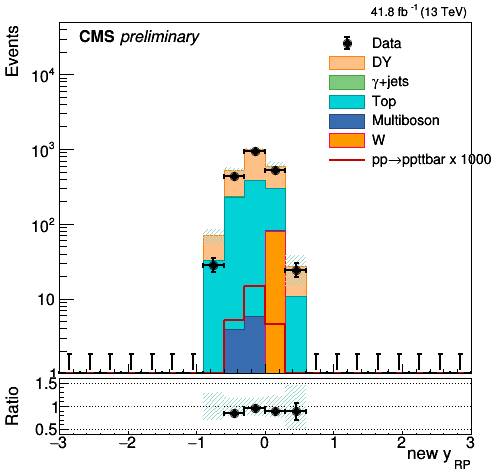 41.8 fb⁻¹ (13 TeV)
Events
CMS preliminary
Data
DY
γ+jets
Top
Multiboson
W
pp→ppttbar x 1000
10⁴
10³
10²
10
1
Ratio
1.5
1
0.5
−3 −2 −1 0 1 2 3
new y RP